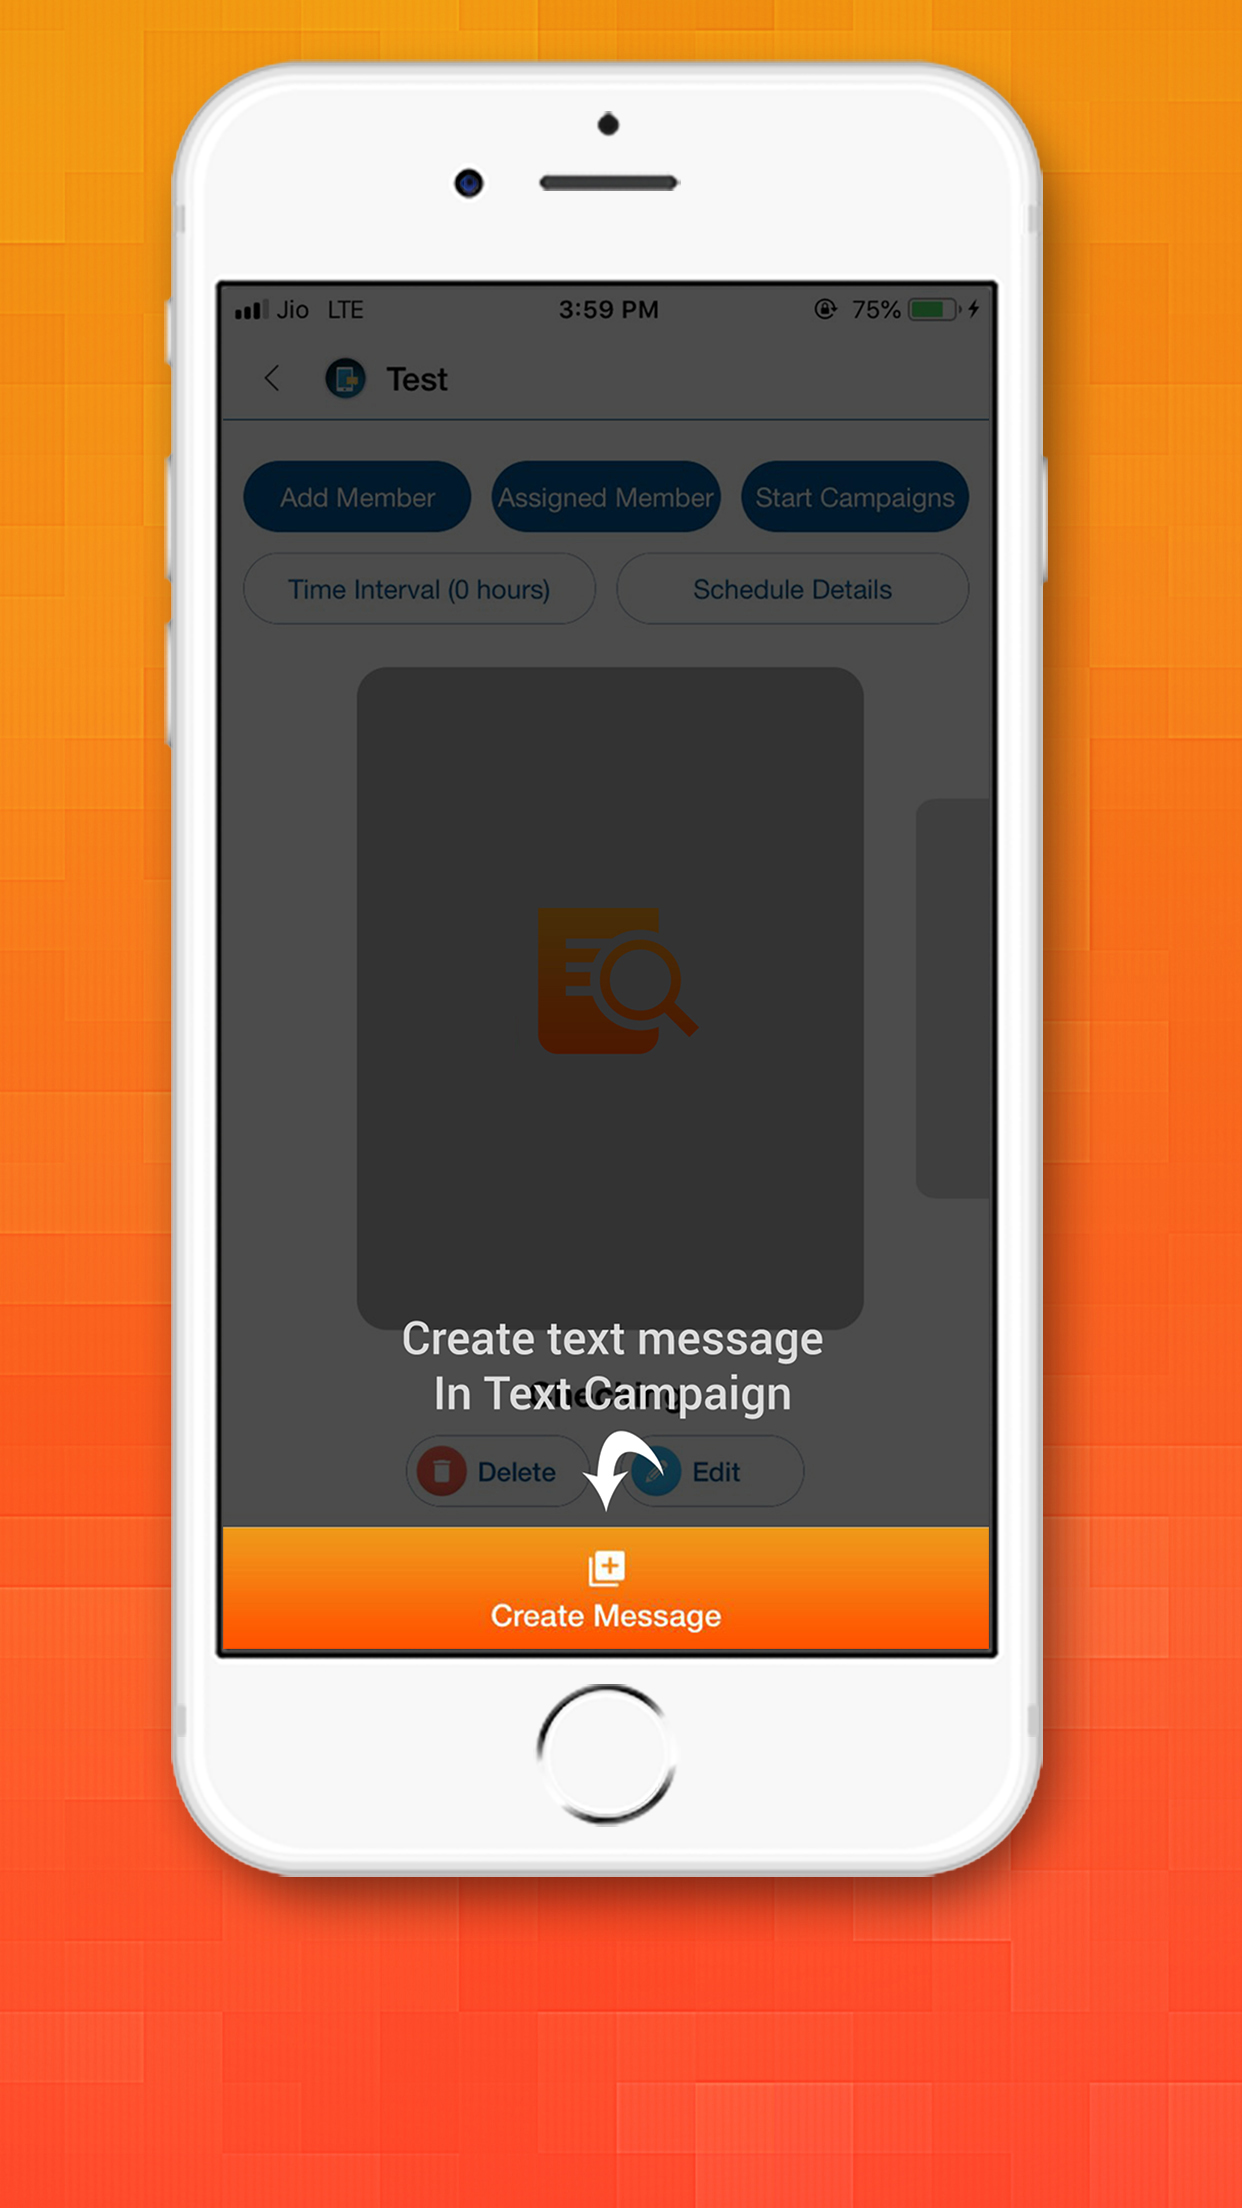 Jio LTE 3:59 PM 75%
Test
Add Member Assigned Member Start Campaigns
Time Interval (0 hours) Schedule Details
Create text message
In Text Campaign
Checking
Delete Edit
Create Message